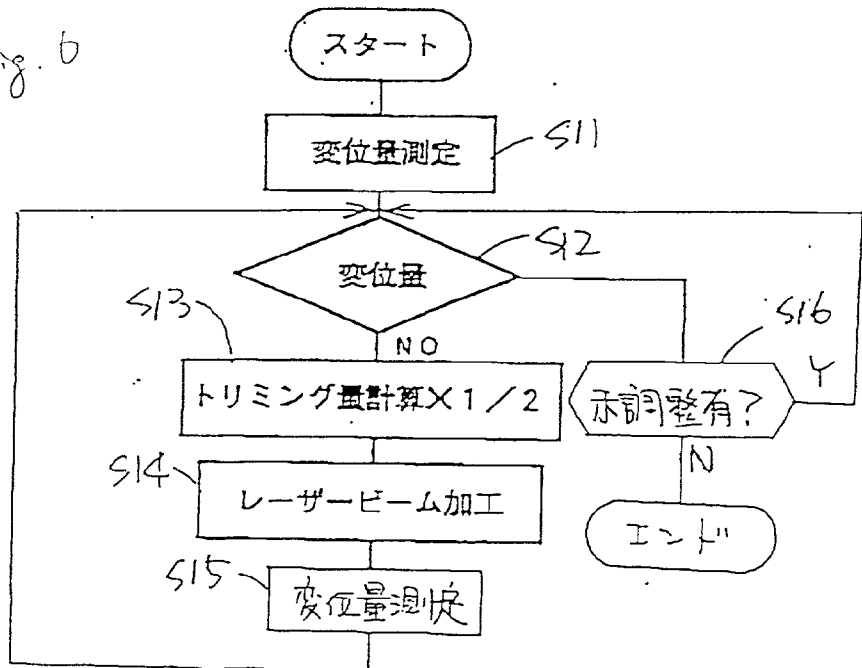 Fig. 6
スタート
変位量測定
S11
変位量
S12
S13
NO
トリミング量計算×1/2
S16
示調整有?
Y
N
S14
レーザービーム加工
エンド
S15
変位量測定